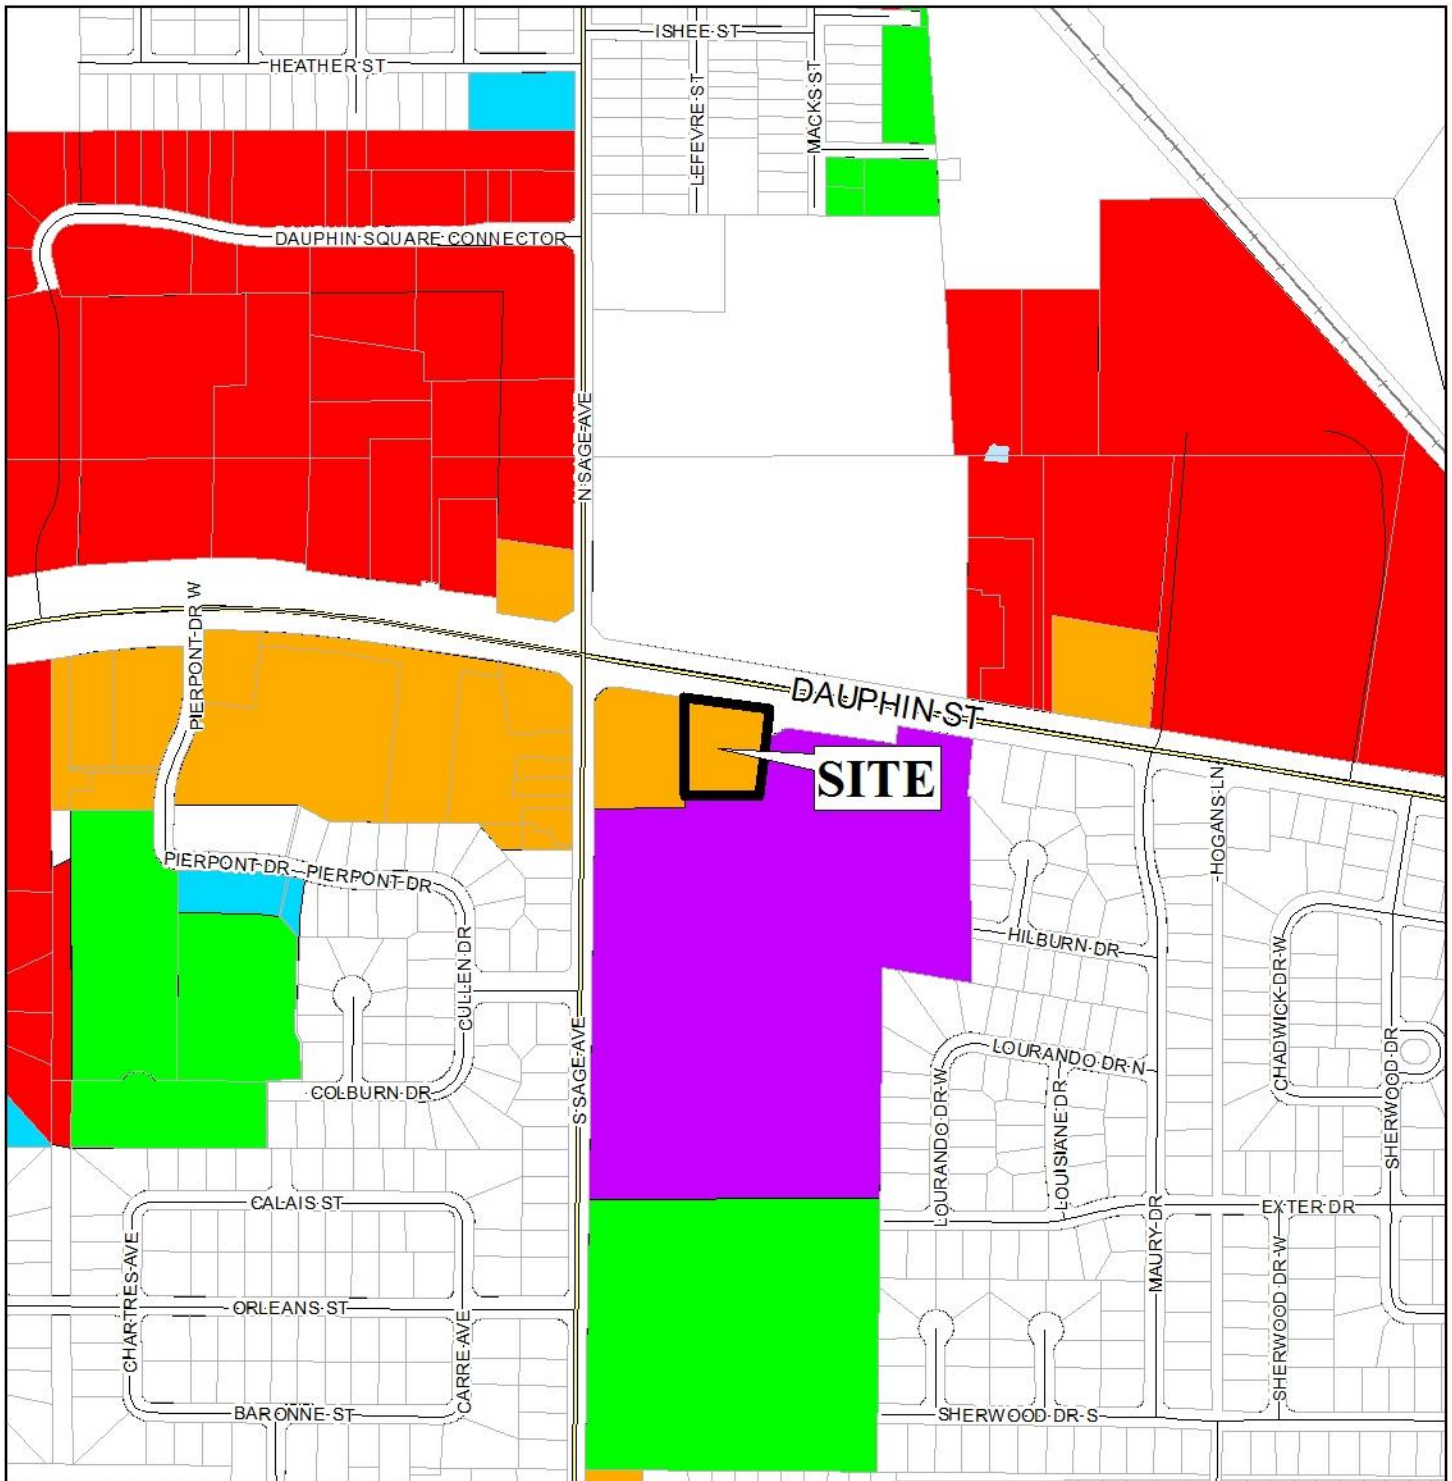 ISHEE ST
HEATHER ST
LEFEVRE ST
MACKS ST
DAUPHIN SQUARE CONNECTOR
N SAGE AVE
PIERPONT DR W
DAUPHIN ST
SITE
HOGANS LN
PIERPONT DR
PIERPONT DR
CULLEN DR
HILBURN DR
CHADWICK DR W
SHERWOOD DR
S SAGE AVE
LOURANDO DR N
LOURANDO DR W
LOUISIANE DR
COLBURN DR
CALAIS ST
MAURY DR
EXTER DR
CHARTRES AVE
ORLEANS ST
CARRE AVE
SHERWOOD DR W
BARONNE ST
SHERWOOD DR S